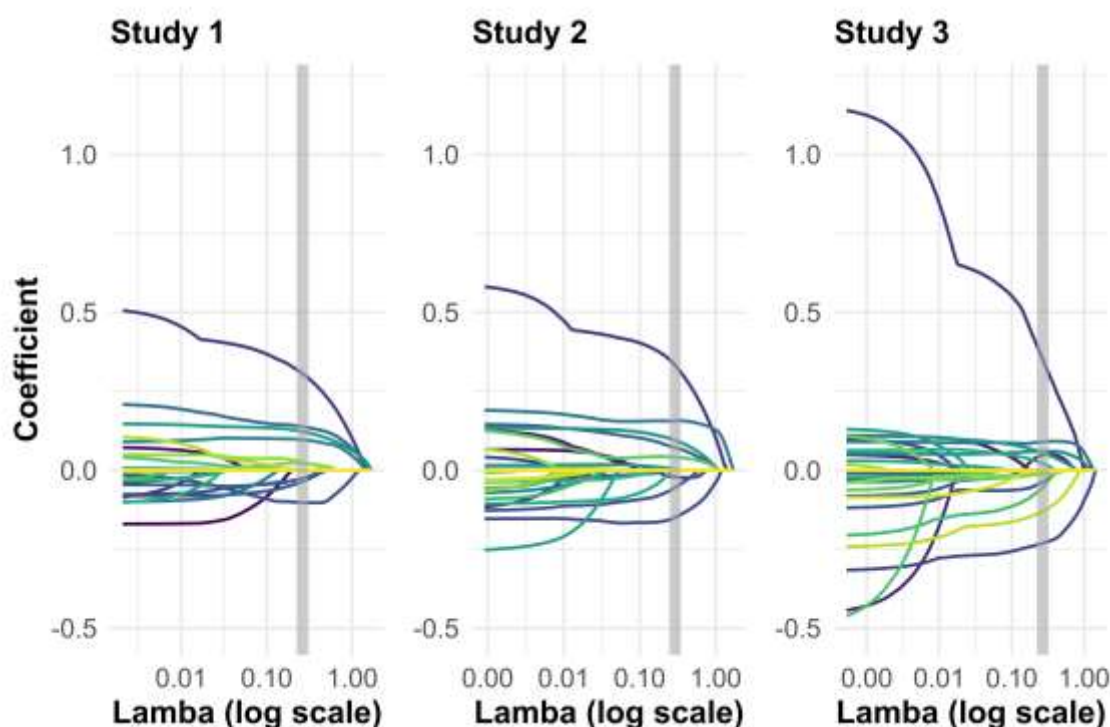 Study 1 Study 2 Study 3
1.0 1.0 1.0
Coefficient
0.5 0.5 0.5
0.0 0.0 0.0
-0.5 -0.5 -0.5
0.01 0.10 1.00 0.00 0.01 0.10 1.00 0.00 0.01 0.10 1.00
Lamba (log scale) Lamba (log scale) Lamba (log scale)